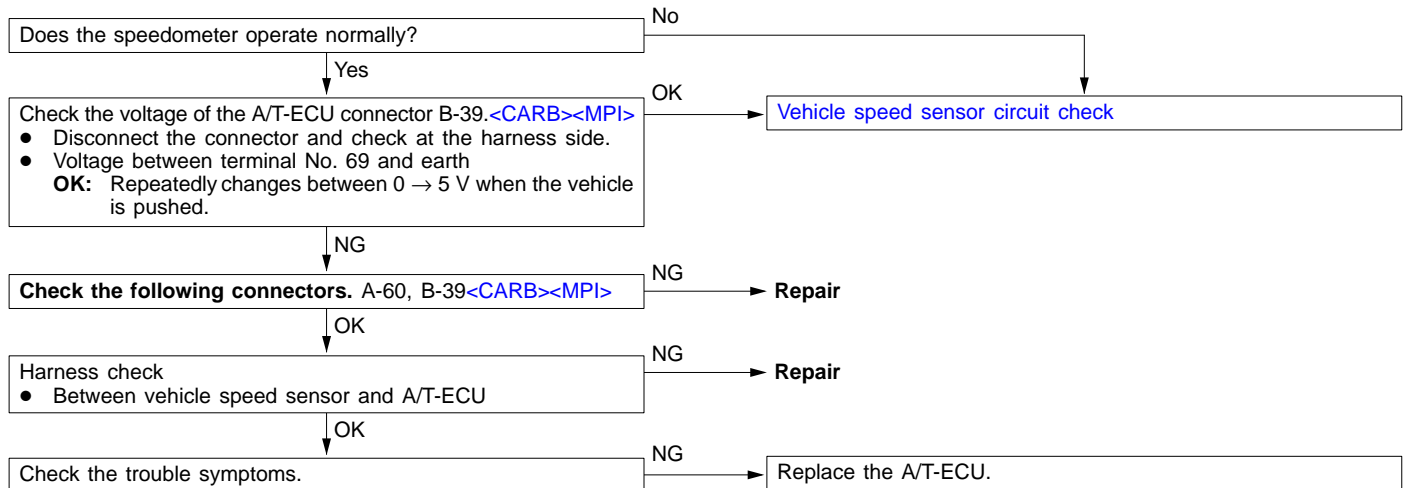 Does the speedometer operate normally?
No
Yes
Check the voltage of the A/T-ECU connector B-39.<CARB><MPI>
● Disconnect the connector and check at the harness side.
● Voltage between terminal No. 69 and earth
OK: Repeatedly changes between 0 → 5 V when the vehicle
is pushed.
OK
Vehicle speed sensor circuit check
NG
Check the following connectors. A-60, B-39<CARB><MPI>
NG
Repair
OK
Harness check
● Between vehicle speed sensor and A/T-ECU
NG
Repair
OK
Check the trouble symptoms.
NG
Replace the A/T-ECU.